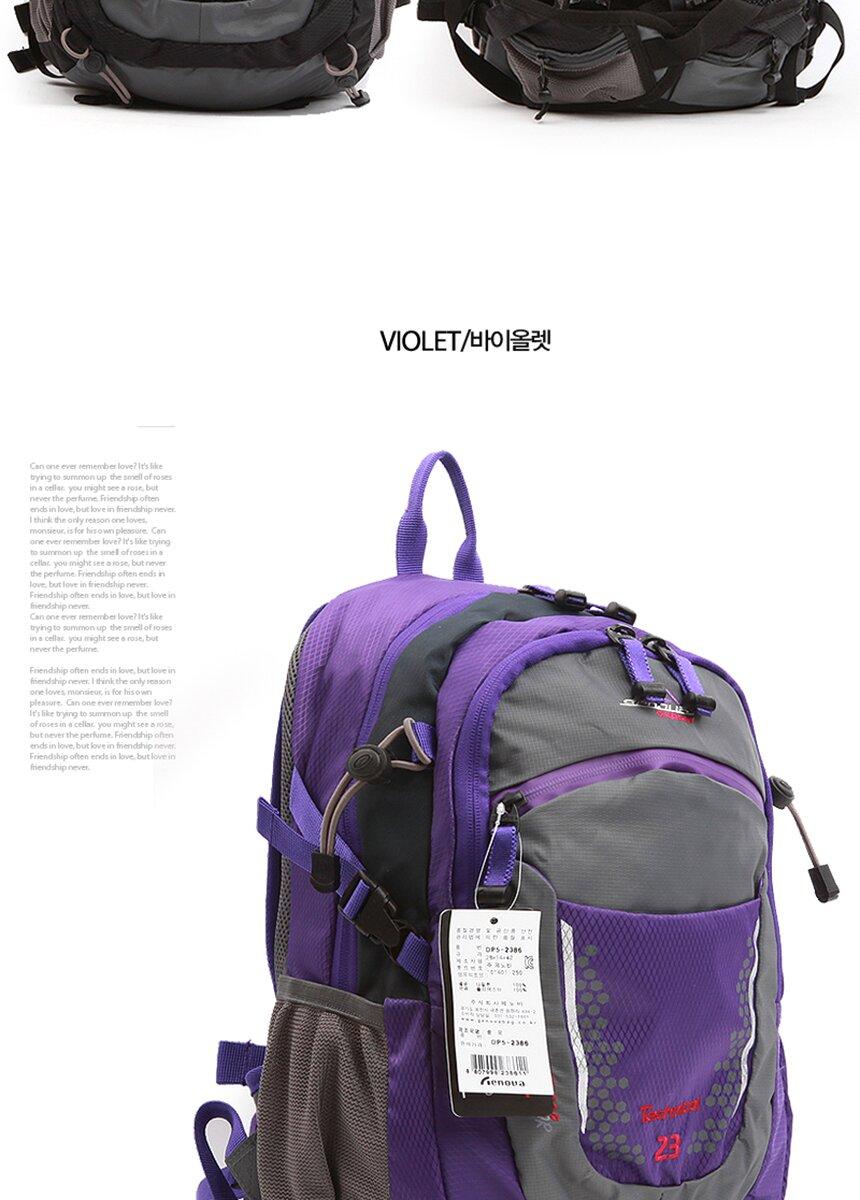 VIOLET/바이올렛
Can one ever remember love? It's like
trying to summon up the smell of roses
in a cellar. you might see a rose, but
never the perfume. Friendship often
ends in love, but love in friendship never.
I think the only reason one loves,
monsieur, is for his own pleasure. Can
one ever remember love? It's like trying
to summon up the smell of roses in a
cellar. you might see a rose, but never
the perfume. Friendship often ends in
love, but love in friendship never.
Friendship often ends in love, but love in
friendship never.
Can one ever remember love? It's like
trying to summon up the smell of roses
in a cellar. you might see a rose, but
never the perfume.
Friendship often ends in love, but love in
friendship never. I think the only reason
one loves, monsieur, is for his own
pleasure. Can one ever remember love?
It's like trying to summon up the smell
of roses in a cellar. you might see a rose,
but never the perfume. Friendship often
ends in love, but love in friendship never.
Friendship often ends in love, but love in
friendship never.
DP5-2386
28×14×42
100%
100%
www.genovabag.co.kr
DP5-2386
Genova
23